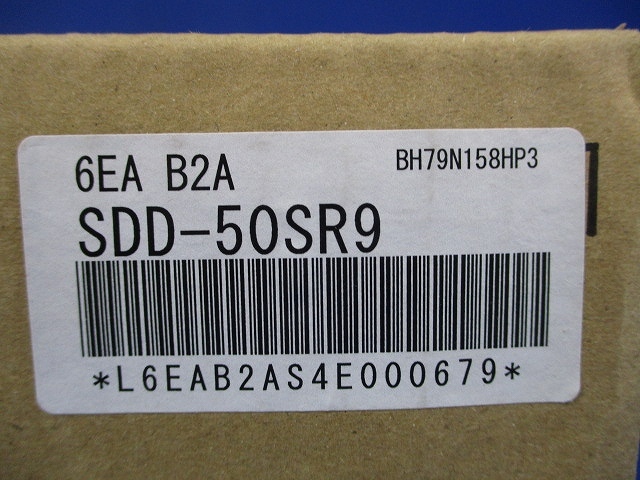 6EA B2A BH79N158HP3
SDD-50SR9
*L6EAB2AS4E000679*